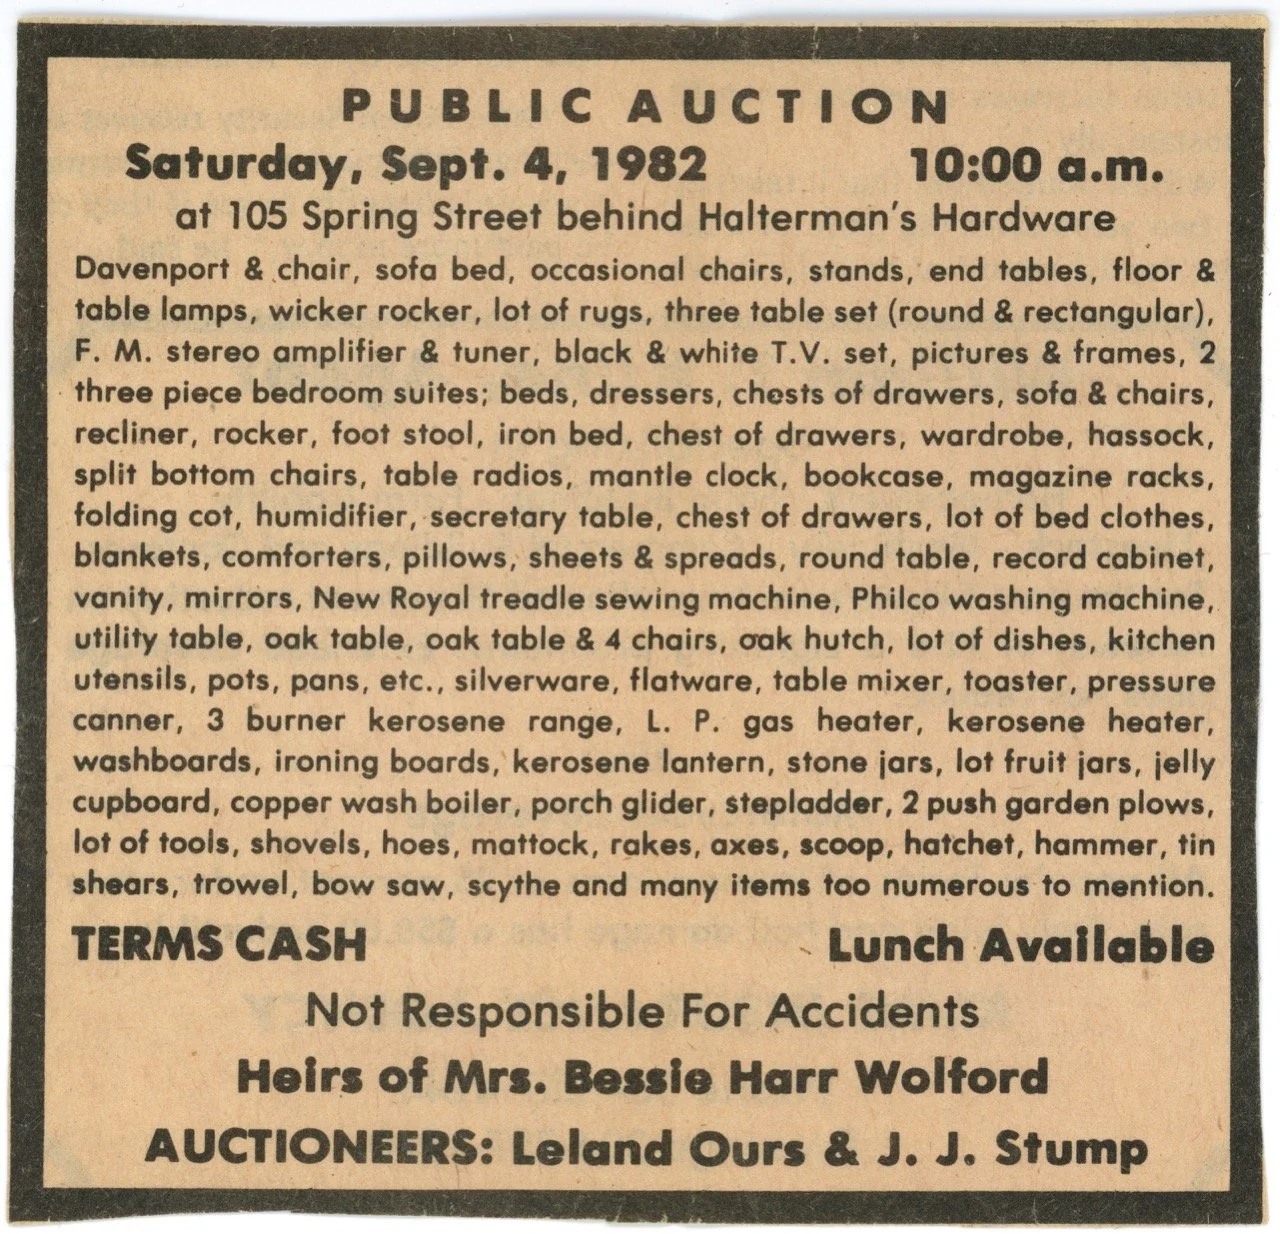 PUBLIC AUCTION
Saturday, Sept. 4, 1982 10:00 a.m.
at 105 Spring Street behind Halterman's Hardware
Davenport & chair, sofa bed, occasional chairs, stands, end tables, floor &
table lamps, wicker rocker, lot of rugs, three table set (round & rectangular),
F. M. stereo amplifier & tuner, black & white T.V. set, pictures & frames, 2
three piece bedroom suites; beds, dressers, chests of drawers, sofa & chairs,
recliner, rocker, foot stool, iron bed, chest of drawers, wardrobe, hassock,
split bottom chairs, table radios, mantle clock, bookcase, magazine racks,
folding cot, humidifier, secretary table, chest of drawers, lot of bed clothes,
blankets, comforters, pillows, sheets & spreads, round table, record cabinet,
vanity, mirrors, New Royal treadle sewing machine, Philco washing machine,
utility table, oak table, oak table & 4 chairs, oak hutch, lot of dishes, kitchen
utensils, pots, pans, etc., silverware, flatware, table mixer, toaster, pressure
canner, 3 burner kerosene range, L. P. gas heater, kerosene heater,
washboards, ironing boards, kerosene lantern, stone jars, lot fruit jars, jelly
cupboard, copper wash boiler, porch glider, stepladder, 2 push garden plows,
lot of tools, shovels, hoes, mattock, rakes, axes, scoop, hatchet, hammer, tin
shears, trowel, bow saw, scythe and many items too numerous to mention.
TERMS CASH Lunch Available
Not Responsible For Accidents
Heirs of Mrs. Bessie Harr Wolford
AUCTIONEERS: Leland Ours & J. J. Stump